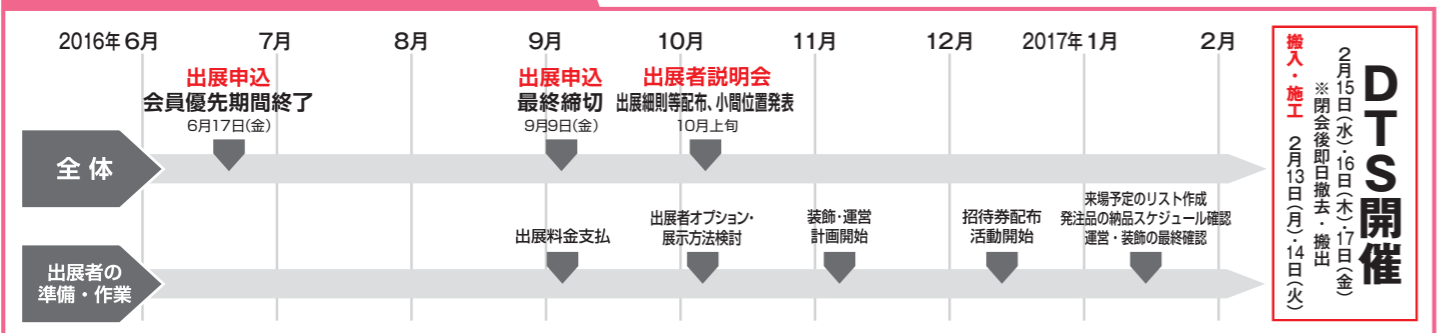 2016年 6月
7月
8月
9月
10月
11月
12月
2017年 1月
2月
出展申込
会員優先期間終了
6月17日(金)
出展申込
最終締切
9月9日(金)
出展者説明会
出展細則等配布、小間位置発表
10月上旬
全 体
出展料金支払
出展者オプション・
展示方法検討
装飾・運営
計画開始
招待券配布
活動開始
来場予定のリスト作成
発注品の納品スケジュール確認
運営・装飾の最終確認
出展者の
準備・作業
DTS開催
2月15日(水)・16日(木)・17日(金)
※閉会後即日撤去・搬出
搬入・施工 2月13日(月)・14日(火)